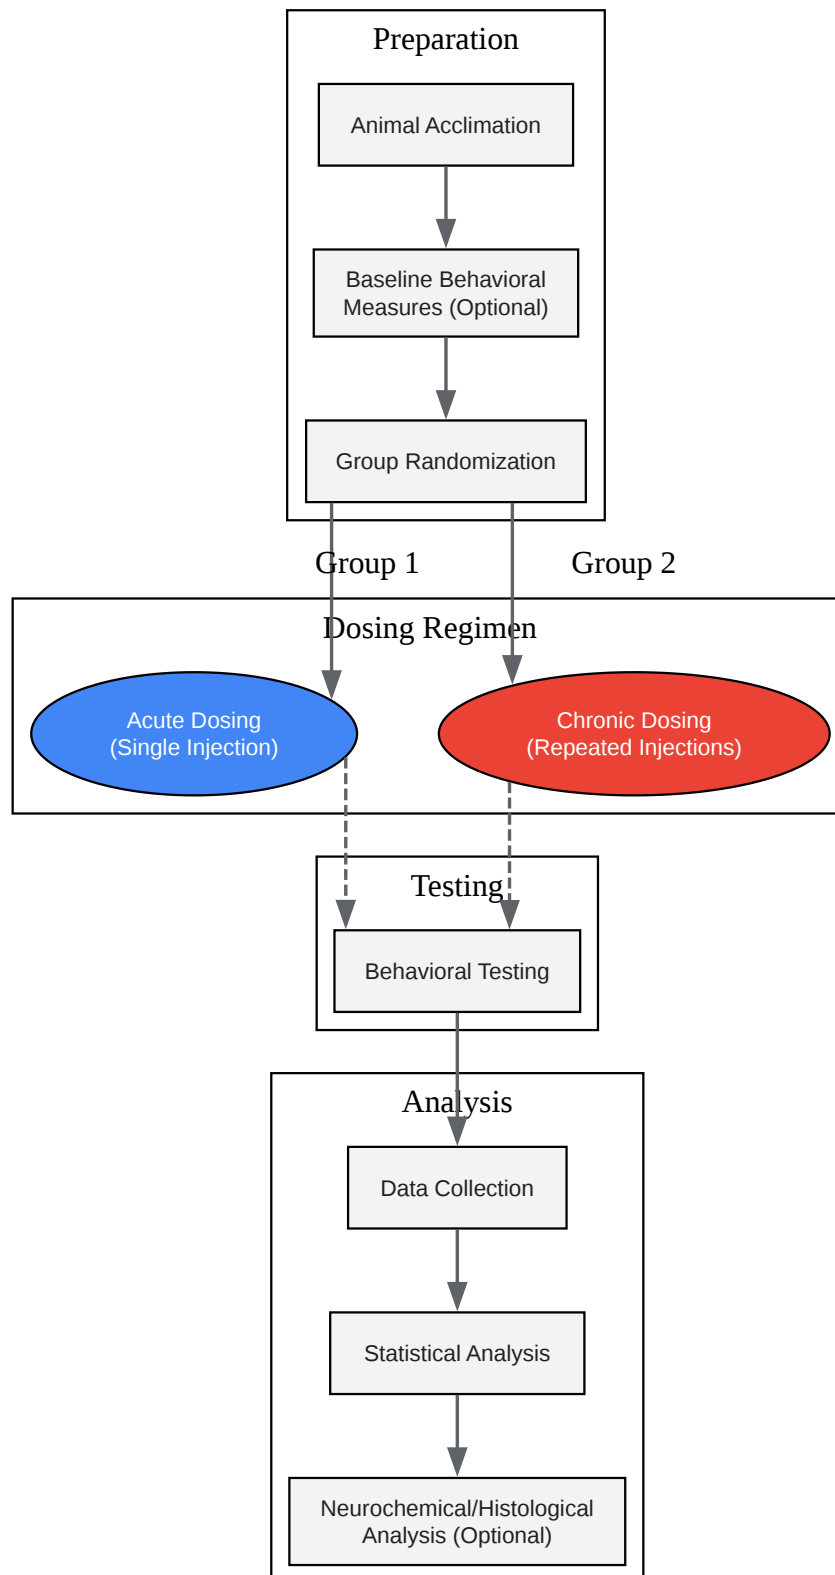 Preparation
Animal Acclimation
Baseline Behavioral
Measures (Optional)
Group Randomization
Group 1
Group 2
Dosing Regimen
Acute Dosing
(Single Injection)
Chronic Dosing
(Repeated Injections)
Testing
Behavioral Testing
Analysis
Data Collection
Statistical Analysis
Neurochemical/Histological
Analysis (Optional)